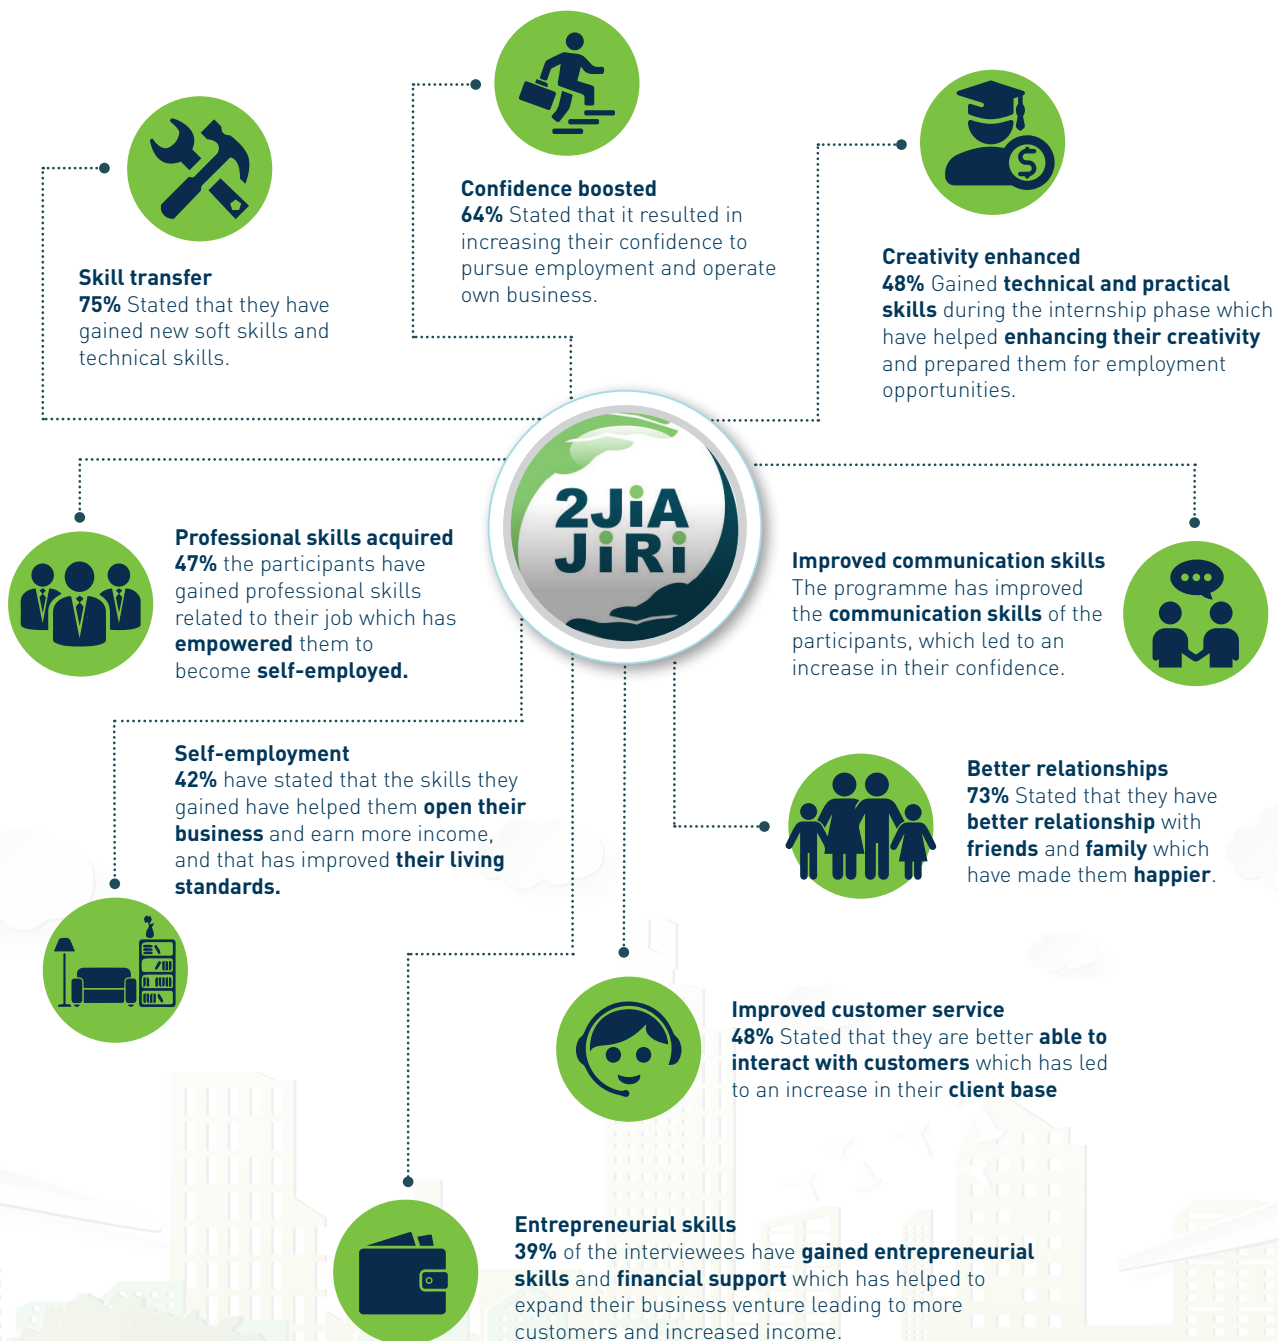 Confidence boosted
64% Stated that it resulted in
increasing their confidence to
pursue employment and operate
own business.
Creativity enhanced
48% Gained technical and practical
skills during the internship phase which
have helped enhancing their creativity
and prepared them for employment
opportunities.
Skill transfer
75% Stated that they have
gained new soft skills and
technical skills.
2JiA
JiRi
Professional skills acquired
47% the participants have
gained professional skills
related to their job which has
empowered them to
become self-employed.
Improved communication skills
The programme has improved
the communication skills of the
participants, which led to an
increase in their confidence.
Self-employment
42% have stated that the skills they
gained have helped them open their
business and earn more income,
and that has improved their living
standards.
Better relationships
73% Stated that they have
better relationship with
friends and family which
have made them happier.
Improved customer service
48% Stated that they are better able to
interact with customers which has led
to an increase in their client base
Entrepreneurial skills
39% of the interviewees have gained entrepreneurial
skills and financial support which has helped to
expand their business venture leading to more
customers and increased income.